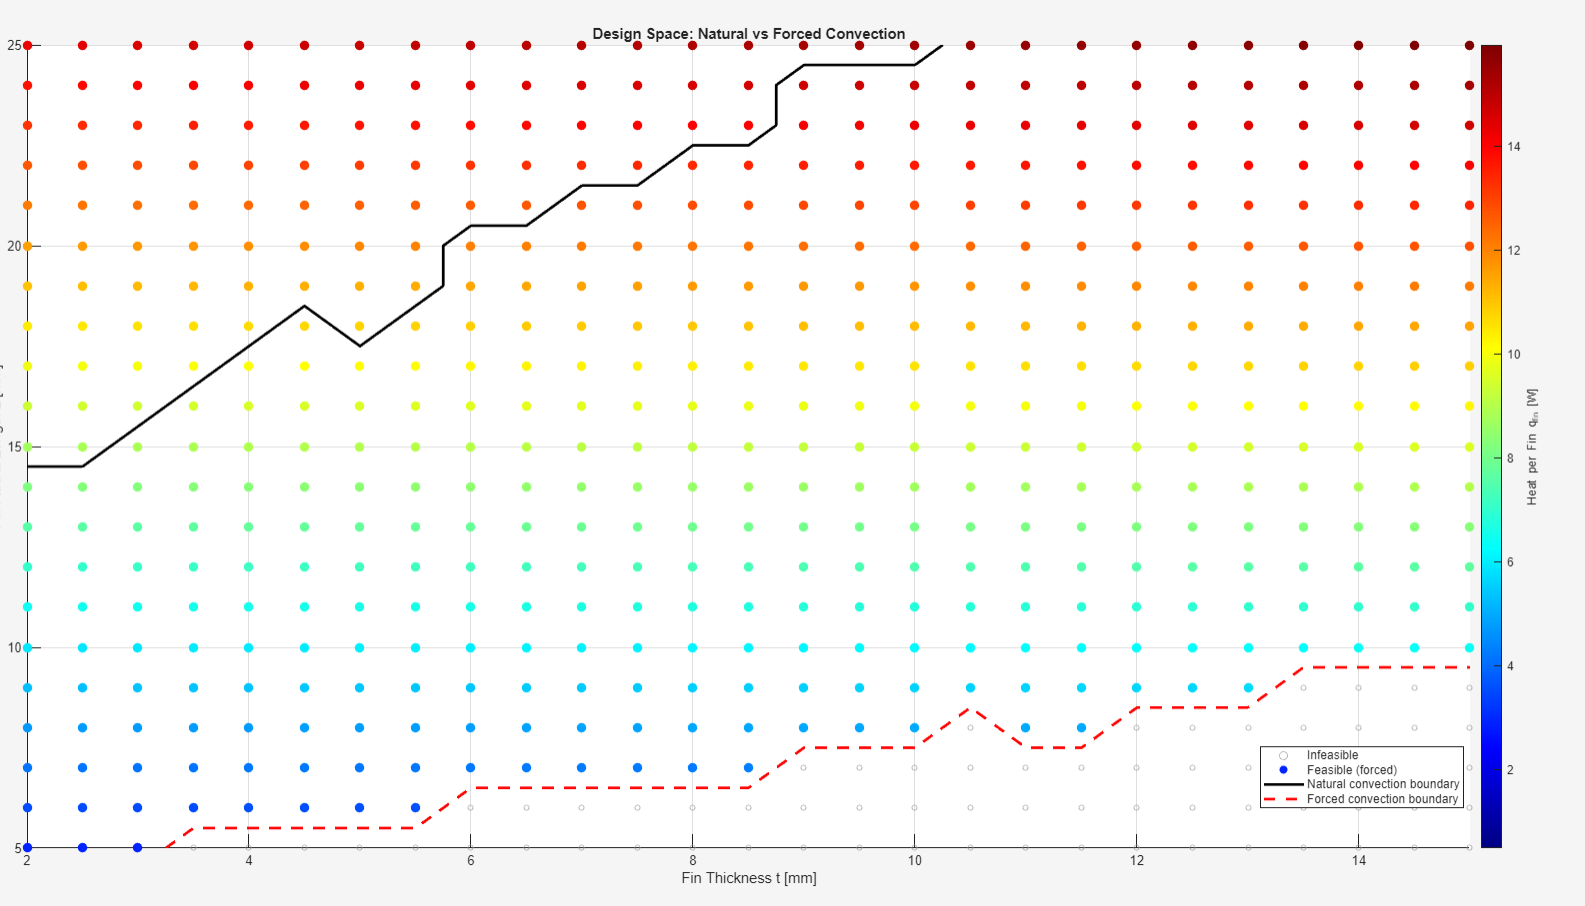 Design Space: Natural vs Forced Convection
25
20
15
10
5
2
4
6
8
10
12
14
Fin Thickness t [mm]
14
12
10
8
6
4
2
Heat per Fin q_fin [W]
Infeasible
Feasible (forced)
Natural convection boundary
Forced convection boundary